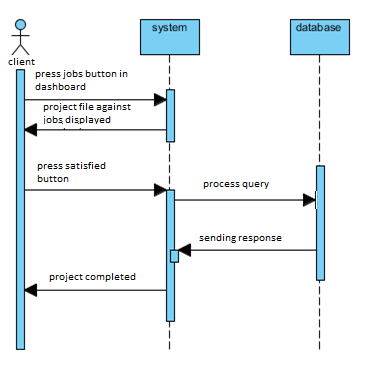 system
database
client
press jobs button in
dashboard
project file against
jobs displayed
press satisfied
button
process query
sending response
project completed